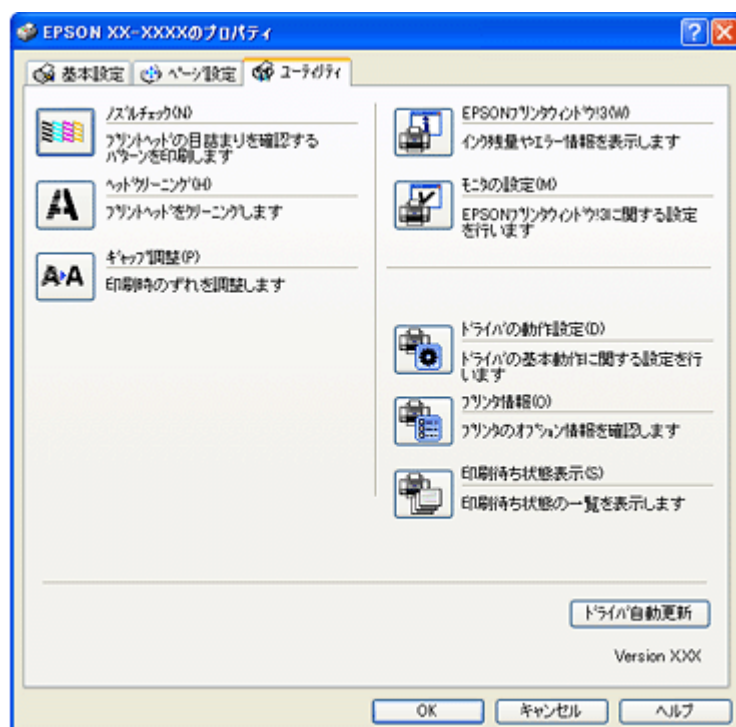 EPSON XX-XXXXのプロパティ
基本設定
ページ設定
ユーティリティ
ノズルチェック(N)
プリントヘッドの目詰まりを確認する
パターンを印刷します
ヘッドクリーニング(H)
プリントヘッドをクリーニングします
ギャップ調整(P)
印刷時のずれを調整します
EPSONプリンタウィンドウ!3(W)
インク残量やエラー情報を表示します
モニタの設定(M)
EPSONプリンタウィンドウ!3に関する設定
を行います
ドライバの動作設定(D)
ドライバの基本動作に関する設定を行
います
プリンタ情報(O)
プリンタのオプション情報を確認します
印刷待ち状態表示(S)
印刷待ち状態の一覧を表示します
ドライバ自動更新
Version XXX
OK
キャンセル
ヘルプ